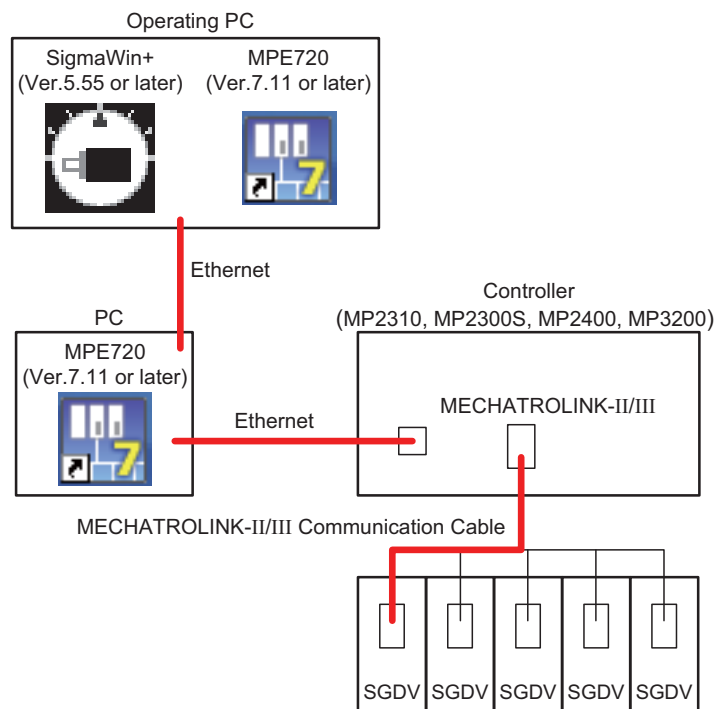 Operating PC
SigmaWin+
(Ver.5.55 or later)
MPE720
(Ver.7.11 or later)
7
Ethernet
PC
MPE720
(Ver.7.11 or later)
7
Ethernet
Controller
(MP2310, MP2300S, MP2400, MP3200)
MECHATROLINK-II/III
MECHATROLINK-II/III Communication Cable
SGDV SGDV SGDV SGDV SGDV